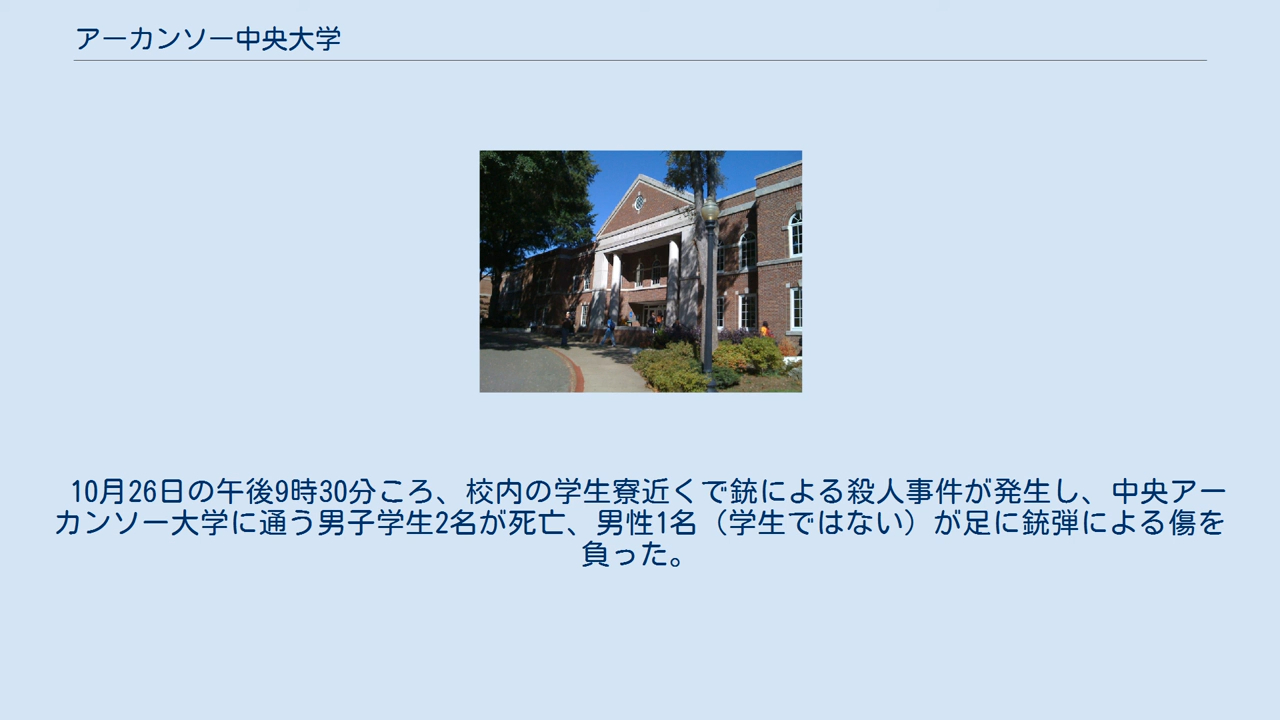 アーカンソー中央大学
10月26日の午後9時30分ころ、校内の学生寮近くで銃による殺人事件が発生し、中央アー
カンソー大学に通う男子学生2名が死亡、男性1名（学生ではない）が足に銃弾による傷を
負った。